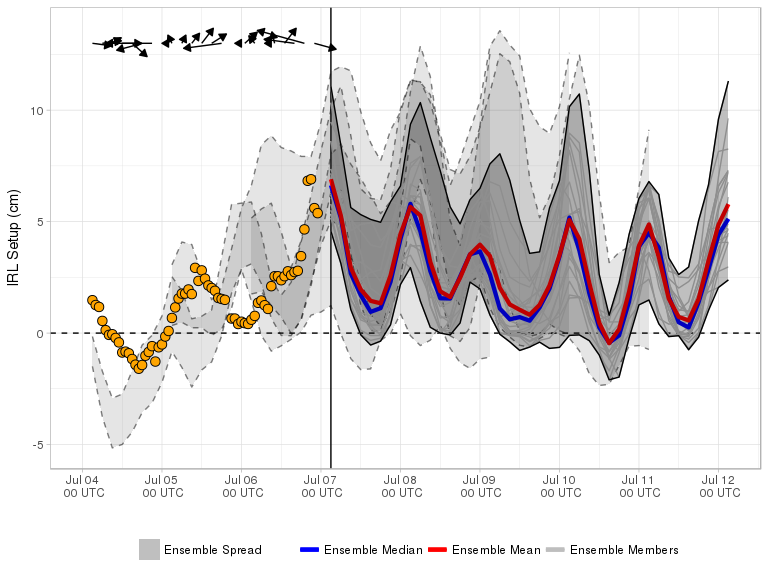 IRL Setup (cm)
10
5
0
-5
Jul 04 Jul 05 Jul 06 Jul 07 Jul 08 Jul 09 Jul 10 Jul 11 Jul 12
00 UTC 00 UTC 00 UTC 00 UTC 00 UTC 00 UTC 00 UTC 00 UTC 00 UTC
Ensemble Spread Ensemble Median Ensemble Mean Ensemble Members